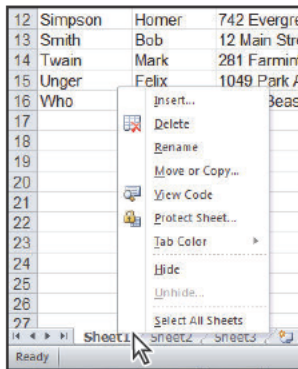 12 Simpson Homer 742 Evergre
13 Smith Bob 12 Main Stre
14 Twain Mark 281 Farmin
15 Unger Felix 1049 Park A
16 Who Beas
17 Insert...
18 Delete
19 Rename
20 Move or Copy...
21 View Code
22 Protect Sheet...
23 Tab Color
24 Hide
25 Unhide...
26 Select All Sheets
27
Sheet1 Sheet2 Sheet3
Ready